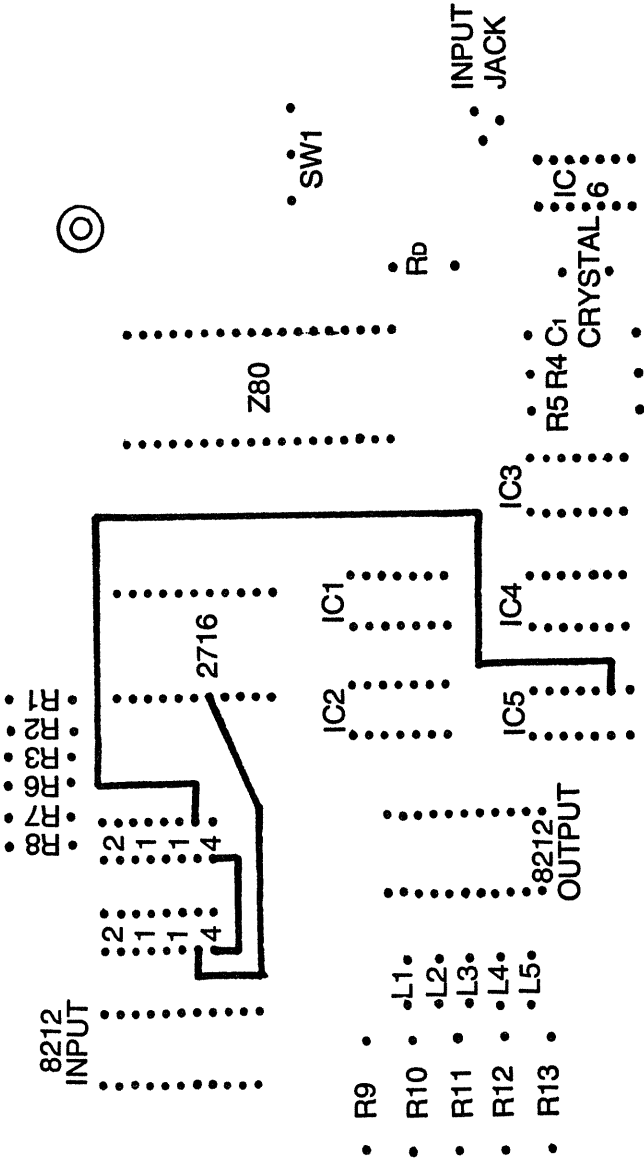 INPUT
JACK
SW1
IC
6
RD
CRYSTAL
C1
R4
R5
Z80
IC3
IC1
IC4
2716
IC2
IC5
R1
R2
R3
R6
R7
R8
2
1
1
4
2
1
1
4
8212
OUTPUT
8212
INPUT
L1
L2
L3
L4
L5
R9
R10
R11
R12
R13